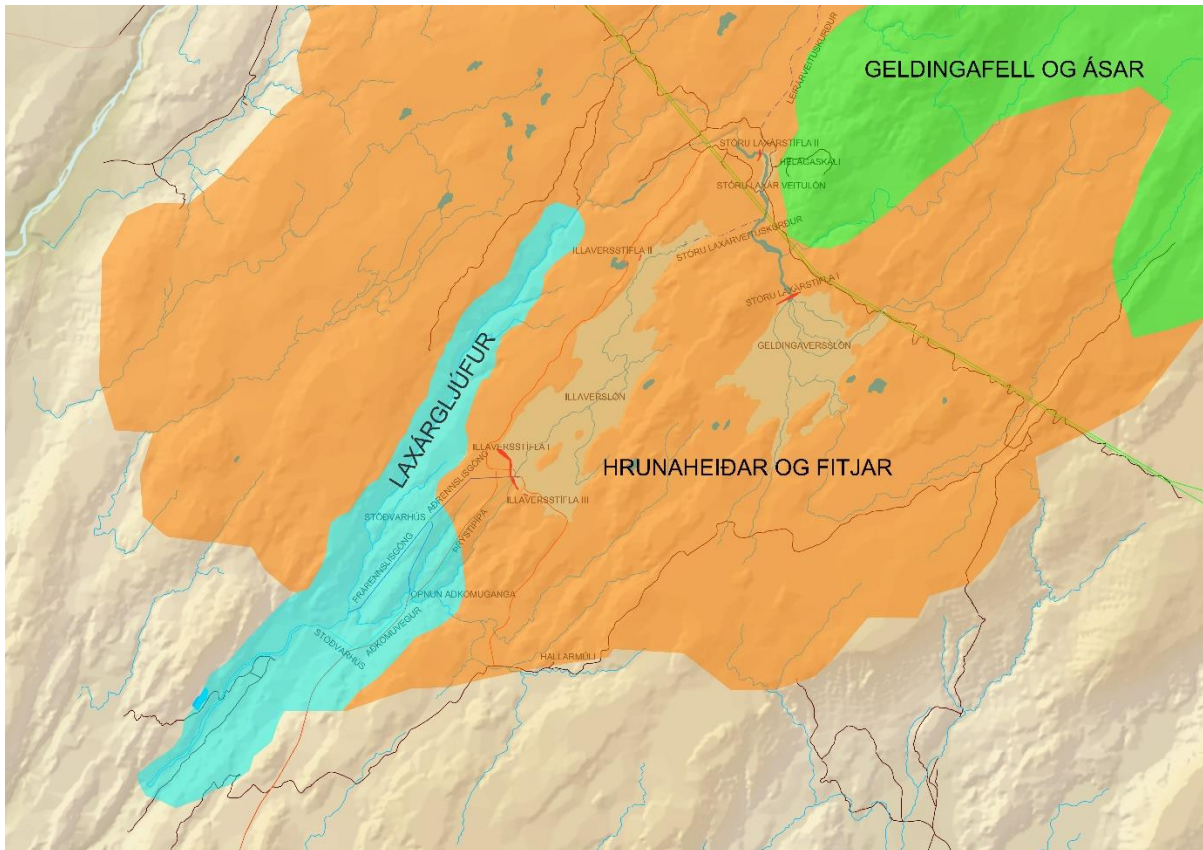 LEIRÁRVEITUSKURÐUR
GELDINGAFELL OG ÁSAR
STÓRU LAXÁRSTÍFLA II
HELGASKÁLI
STÓRU LAXÁR VEITULÓN
STÓRU LAXÁRVEITUSKURÐUR
ILLAVERSSTÍFLA II
STÓRU LAXÁRSTÍFLA I
GELDINGAVERSSLÓN
ILLAVERSLÓN
LAXÁRGLJÚFUR
ILLAVERSSTÍFLA I
HRUNAHEIÐAR OG FITJAR
AÐRENNSLISGÖNG
ILLAVERSSTÍFLA III
STÖÐVARHÚS
ÞRÝSTIPÍPA
FRÁRENNSLISGÖNG
OPNUN AÐKOMUGANGA
AÐKOMUVEGUR
STÖÐVARHÚS
HALLARMÚLI